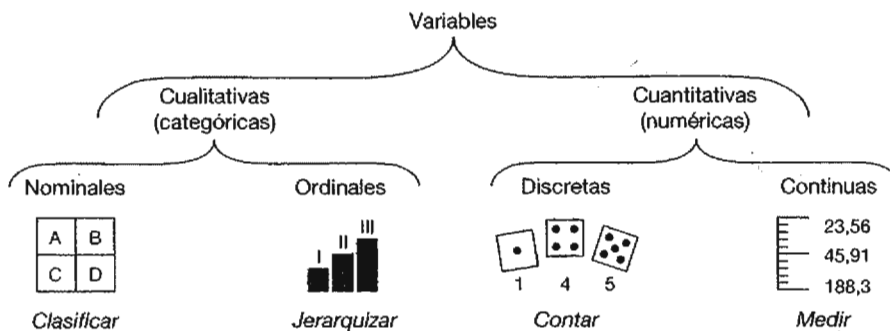 Variables
Cualitativas
(categóricas)
Cuantitativas
(numéricas)
Nominales
Ordinales
Discretas
Continuas
A B
C D
I II III
1 4 5
23,56
45,91
188,3
Clasificar
Jerarquizar
Contar
Medir